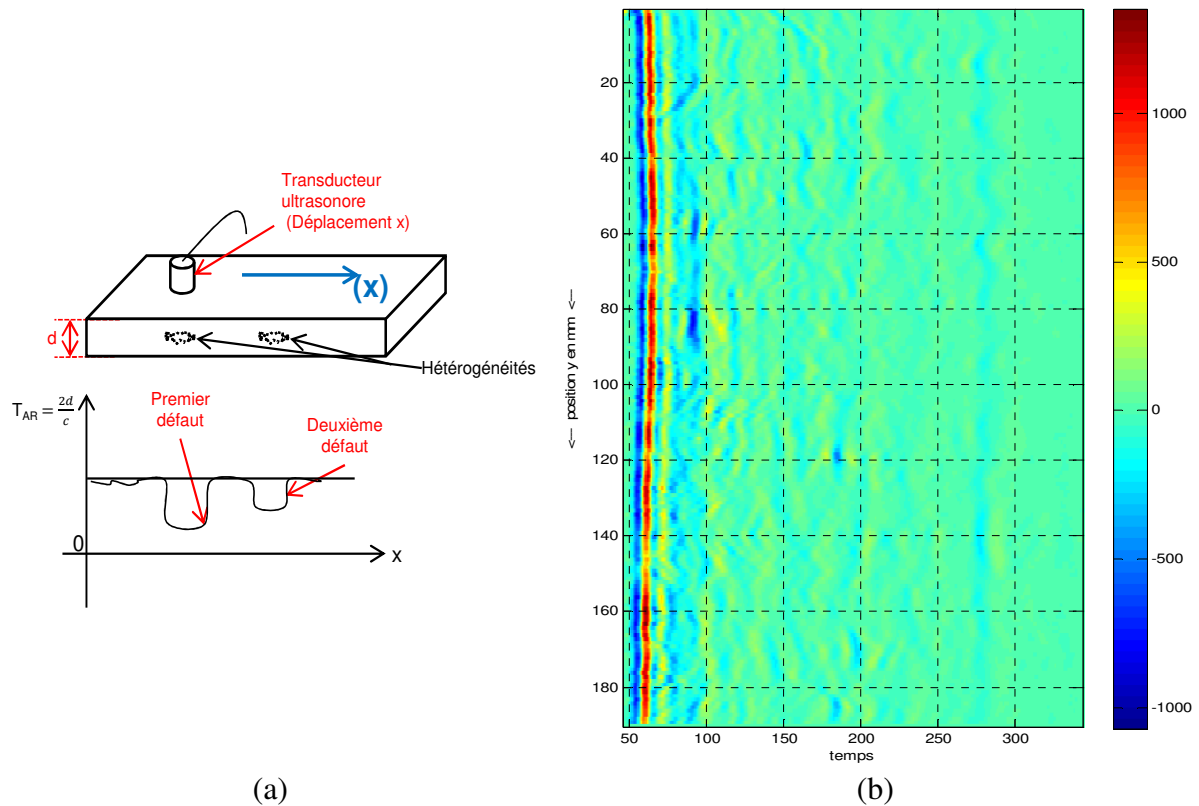 Transducteur
ultrasonore
(Déplacement x)
(x)
d
Hétérogénéités
T_AR = 2d/c
Premier
défaut
Deuxième
défaut
0
x
(a)
20
40
60
80
100
120
140
160
180
<-- position y en mm <--
50 100 150 200 250 300
temps
1000
500
0
-500
-1000
(b)